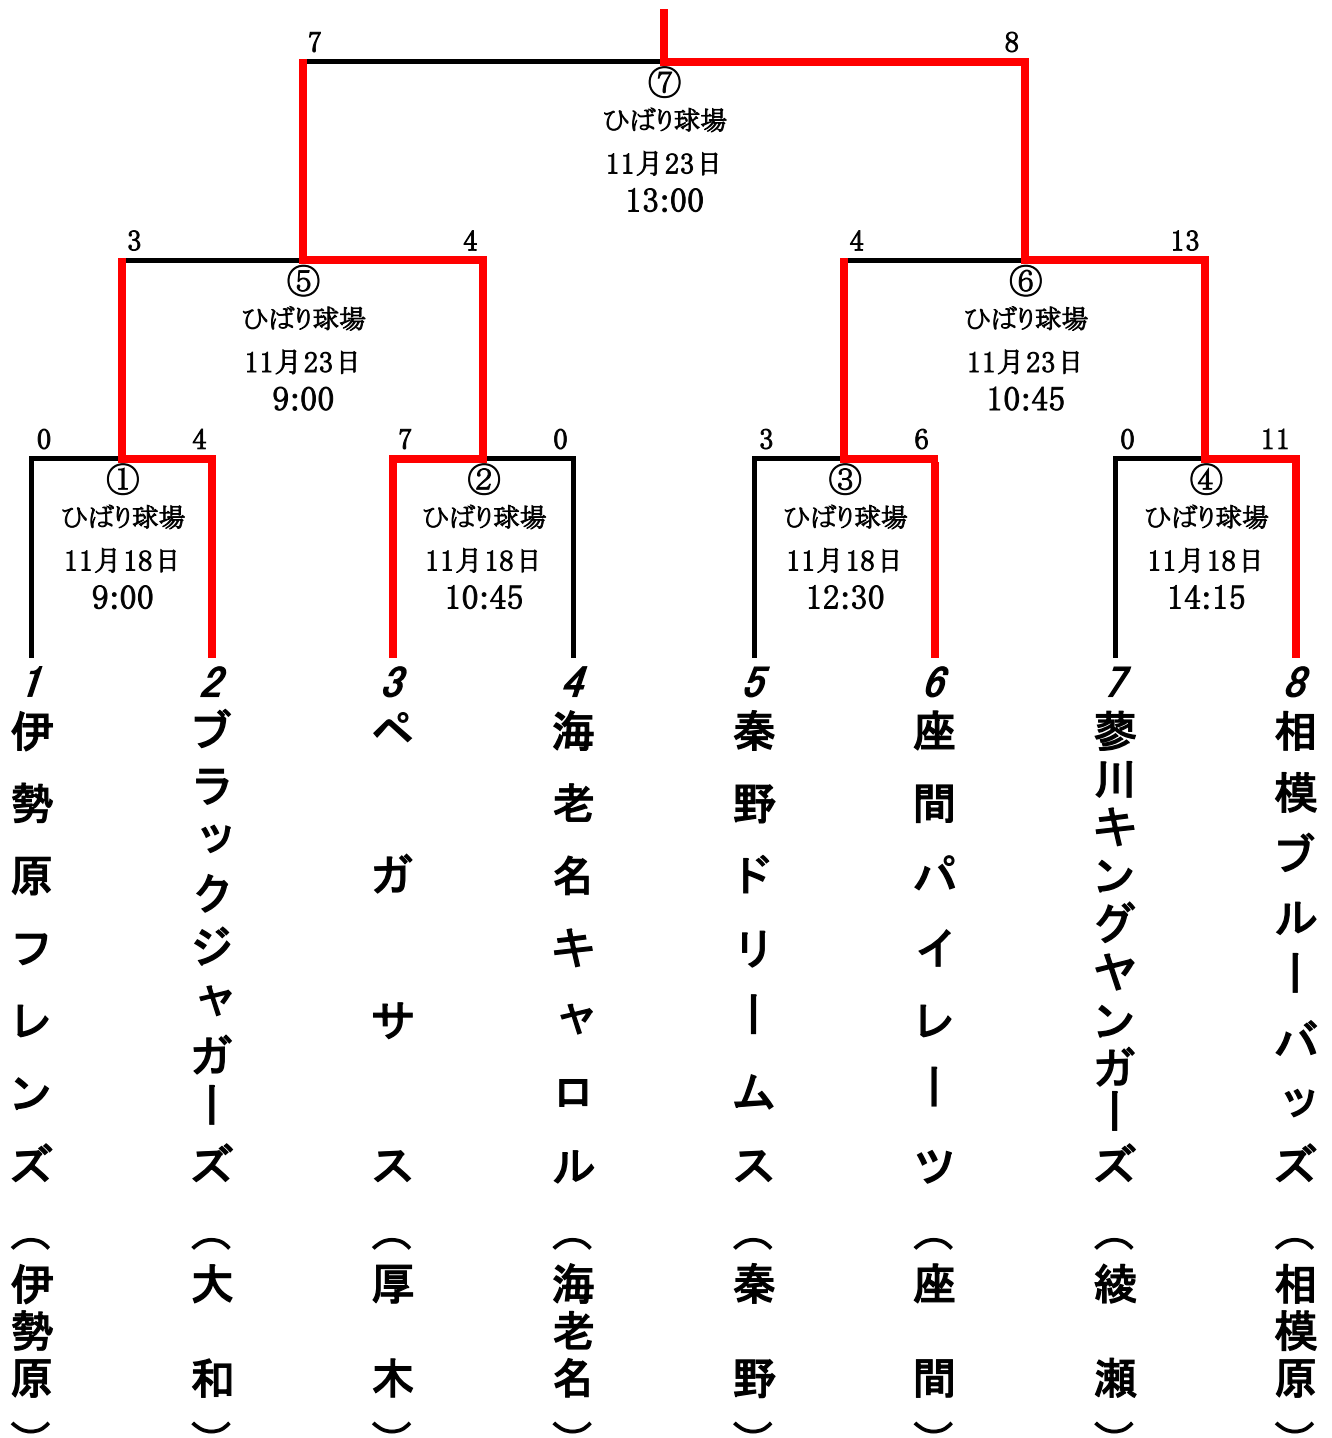 7 8
⑦
ひばり球場
11月23日
13:00
3 4 4 13
⑤ ⑥
ひばり球場 ひばり球場
11月23日 11月23日
9:00 10:45
0 4 7 0 3 6 0 11
① ② ③ ④
ひばり球場 ひばり球場 ひばり球場 ひばり球場
11月18日 11月18日 11月18日 11月18日
9:00 10:45 12:30 14:15
1 2 3 4 5 6 7 8
伊勢原フレンズ（伊勢原）
ブラックジャガーズ（大和）
ペガサス（厚木）
海老名キャロル（海老名）
秦野ドリームス（秦野）
座間パイレーツ（座間）
蓼川キングヤンガーズ（綾瀬）
相模ブルーバッズ（相模原）